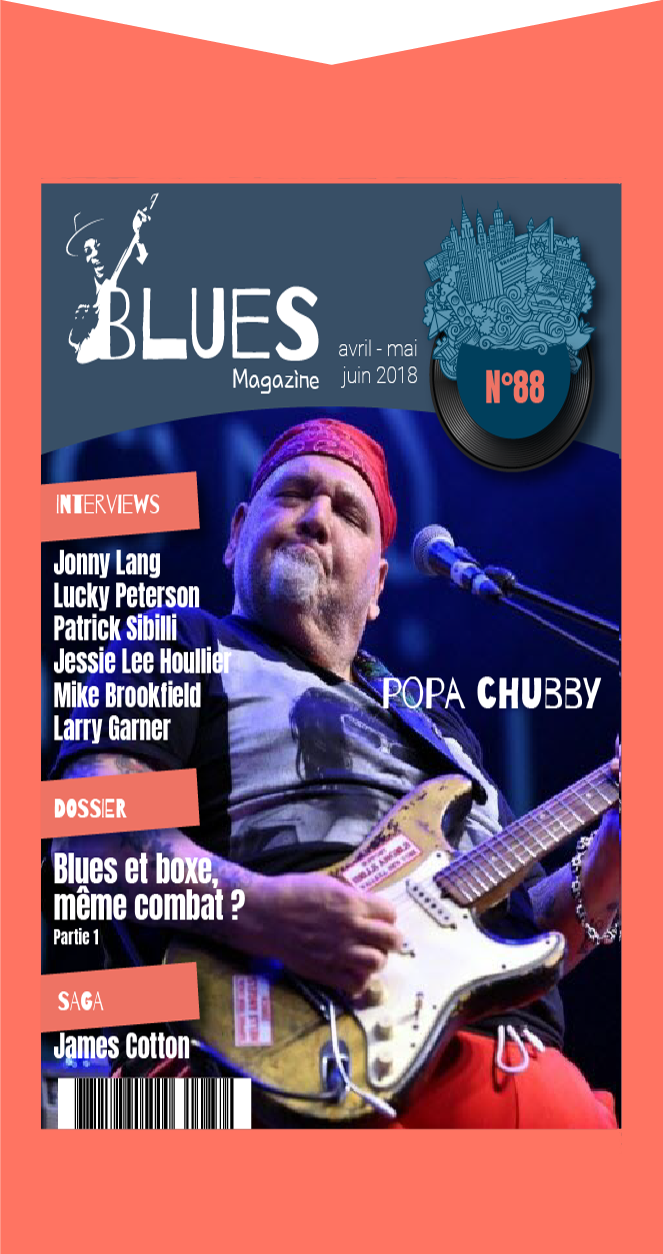 BLUES
Magazine
avril - mai
juin 2018
N°88
INTERVIEWS
Jonny Lang
Lucky Peterson
Patrick Sibilli
Jessie Lee Houllier
Mike Brookfield
Larry Garner
POPA CHUBBY
DOSSIER
Blues et boxe,
même combat ?
Partie 1
SAGA
James Cotton